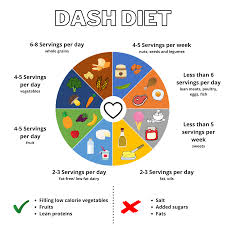 DASH DIET
6-8 Servings per day
whole grains
4-5 Servings per week
nuts, seeds and legumes
4-5 Servings
per day
vegetables
Less than 6
servings per day
lean meats, poultry,
eggs, fish
4-5 Servings
per day
fruit
Less than 5
servings per
week
sweets
2-3 Servings per day
fat-free/ low fat dairy
2-3 Servings per day
fat, oils
Filling low calorie vegetables
Fruits
Lean proteins
Salt
Added sugars
Fats